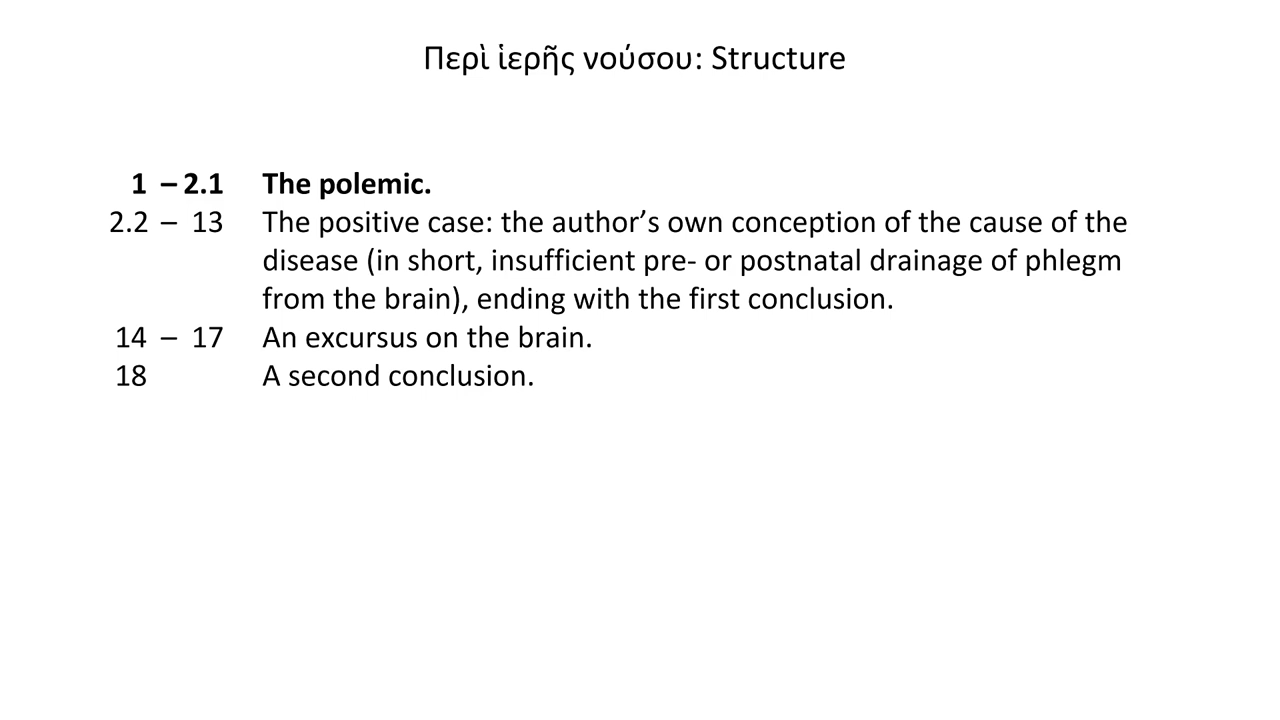 Περὶ ἱερῆς νούσου: Structure
1 – 2.1 The polemic.
2.2 – 13 The positive case: the author’s own conception of the cause of the
disease (in short, insufficient pre- or postnatal drainage of phlegm
from the brain), ending with the first conclusion.
14 – 17 An excursus on the brain.
18 A second conclusion.